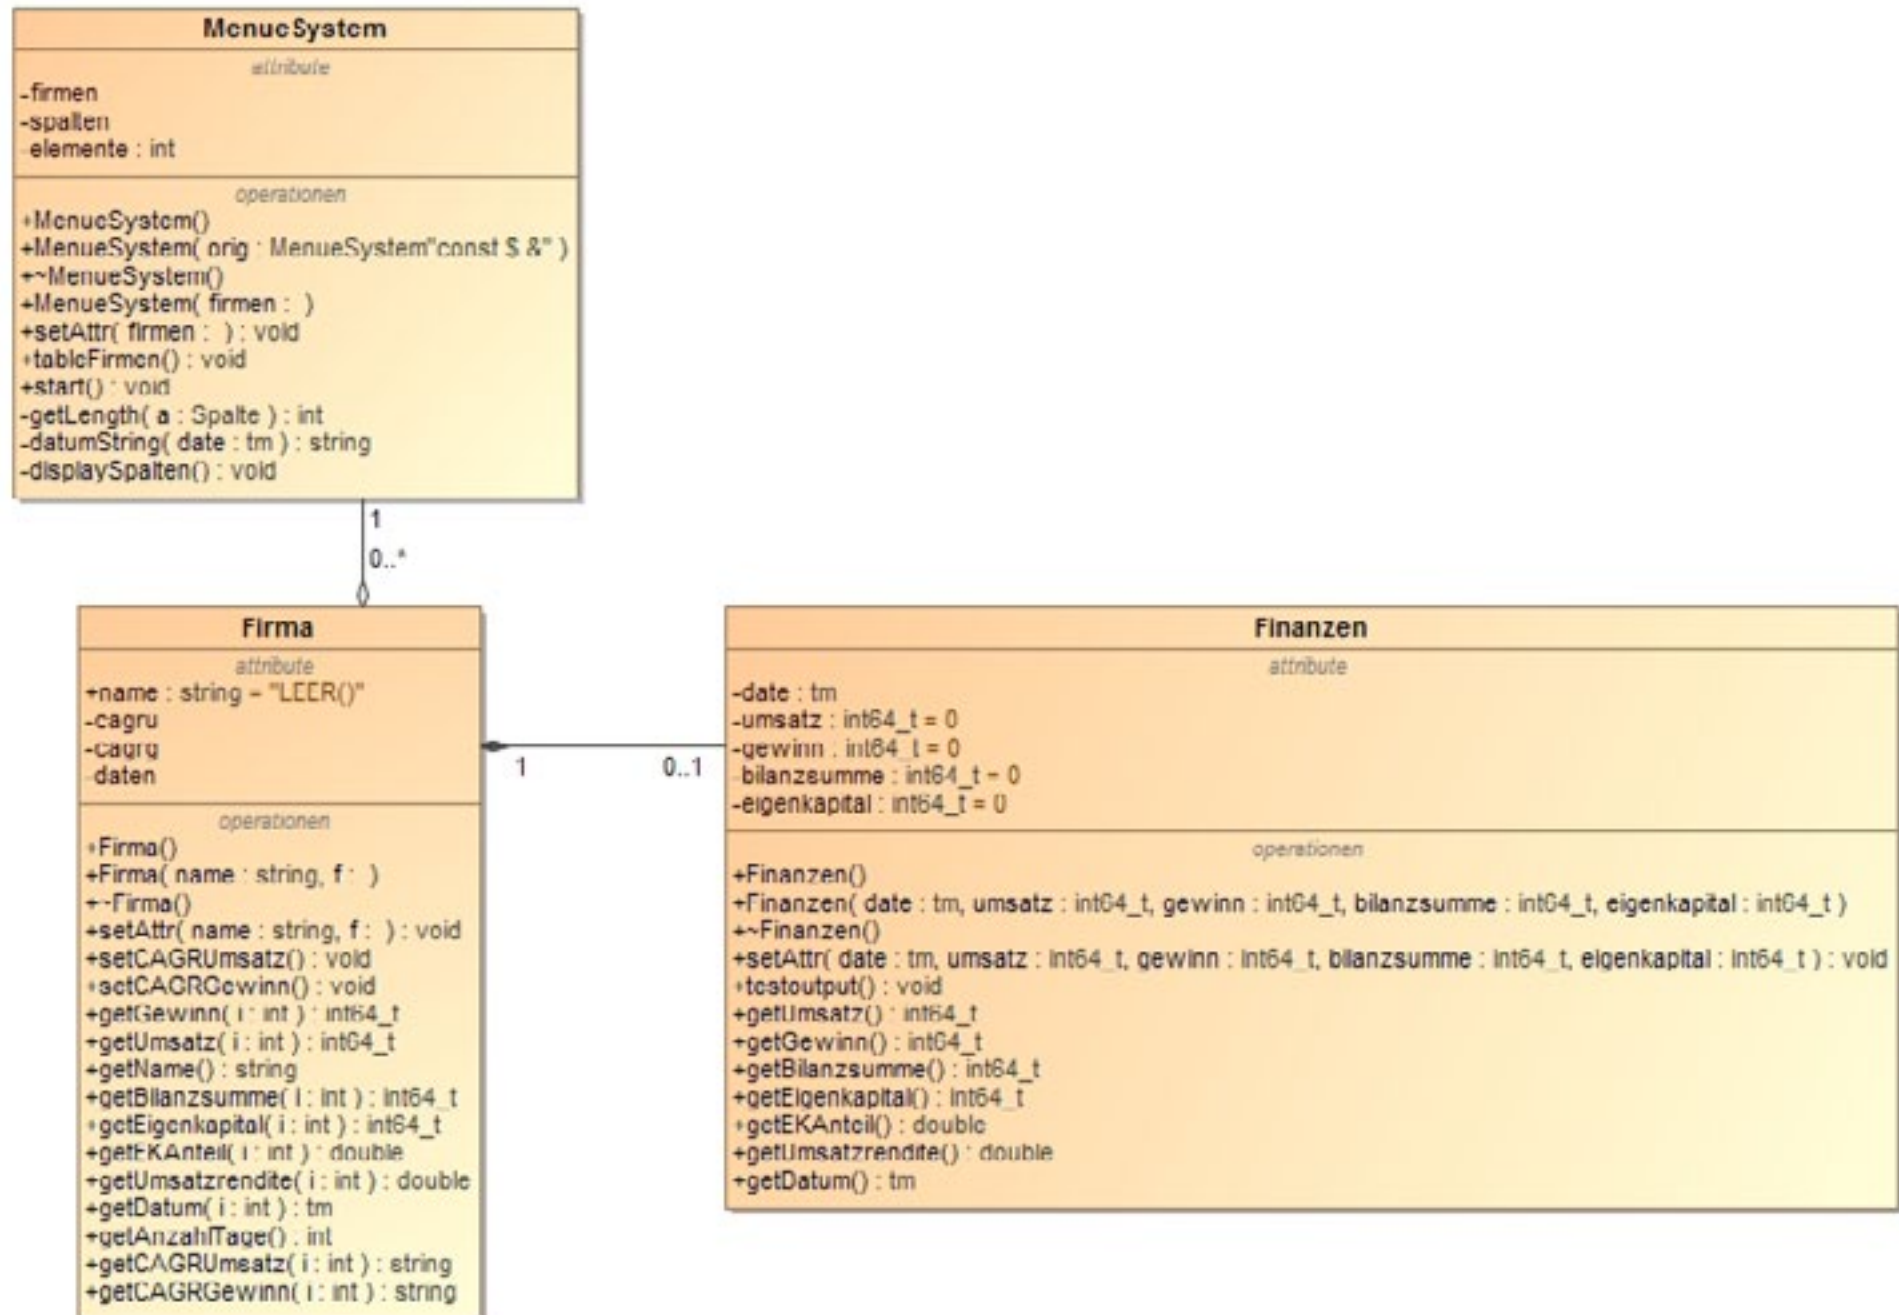 MenueSystem
attribute
-firmen
-spalten
-elemente : int
operationen
+MenueSystem()
+MenueSystem( orig : MenueSystem"const $ &" )
+~MenueSystem()
+MenueSystem( firmen :  )
+setAttr( firmen :  ) : void
+tableFirmen() : void
+start() : void
-getLength( a : Spalte ) : int
-datumString( date : tm ) : string
-displaySpalten() : void
1
0..*
Firma
attribute
+name : string = "LEER()"
-cagru
-cagrg
-daten
operationen
+Firma()
+Firma( name : string, f :  )
+~Firma()
+setAttr( name : string, f :  ) : void
+setCAGRUmsatz() : void
+setCAGRGewinn() : void
+getGewinn( i : int ) : int64_t
+getUmsatz( i : int ) : int64_t
+getName() : string
+getBilanzsumme( i : int ) : int64_t
+getEigenkapital( i : int ) : int64_t
+getEKAnteil( i : int ) : double
+getUmsatzrendite( i : int ) : double
+getDatum( i : int ) : tm
+getAnzahlTage() : int
+getCAGRUmsatz( i : int ) : string
+getCAGRGewinn( i : int ) : string
1
0..1
Finanzen
attribute
-date : tm
-umsatz : int64_t = 0
-gewinn : int64_t = 0
-bilanzsumme : int64_t = 0
-eigenkapital : int64_t = 0
operationen
+Finanzen()
+Finanzen( date : tm, umsatz : int64_t, gewinn : int64_t, bilanzsumme : int64_t, eigenkapital : int64_t )
+~Finanzen()
+setAttr( date : tm, umsatz : int64_t, gewinn : int64_t, bilanzsumme : int64_t, eigenkapital : int64_t ) : void
+testoutput() : void
+getUmsatz() : int64_t
+getGewinn() : int64_t
+getBilanzsumme() : int64_t
+getEigenkapital() : int64_t
+getEKAnteil() : double
+getUmsatzrendite() : double
+getDatum() : tm